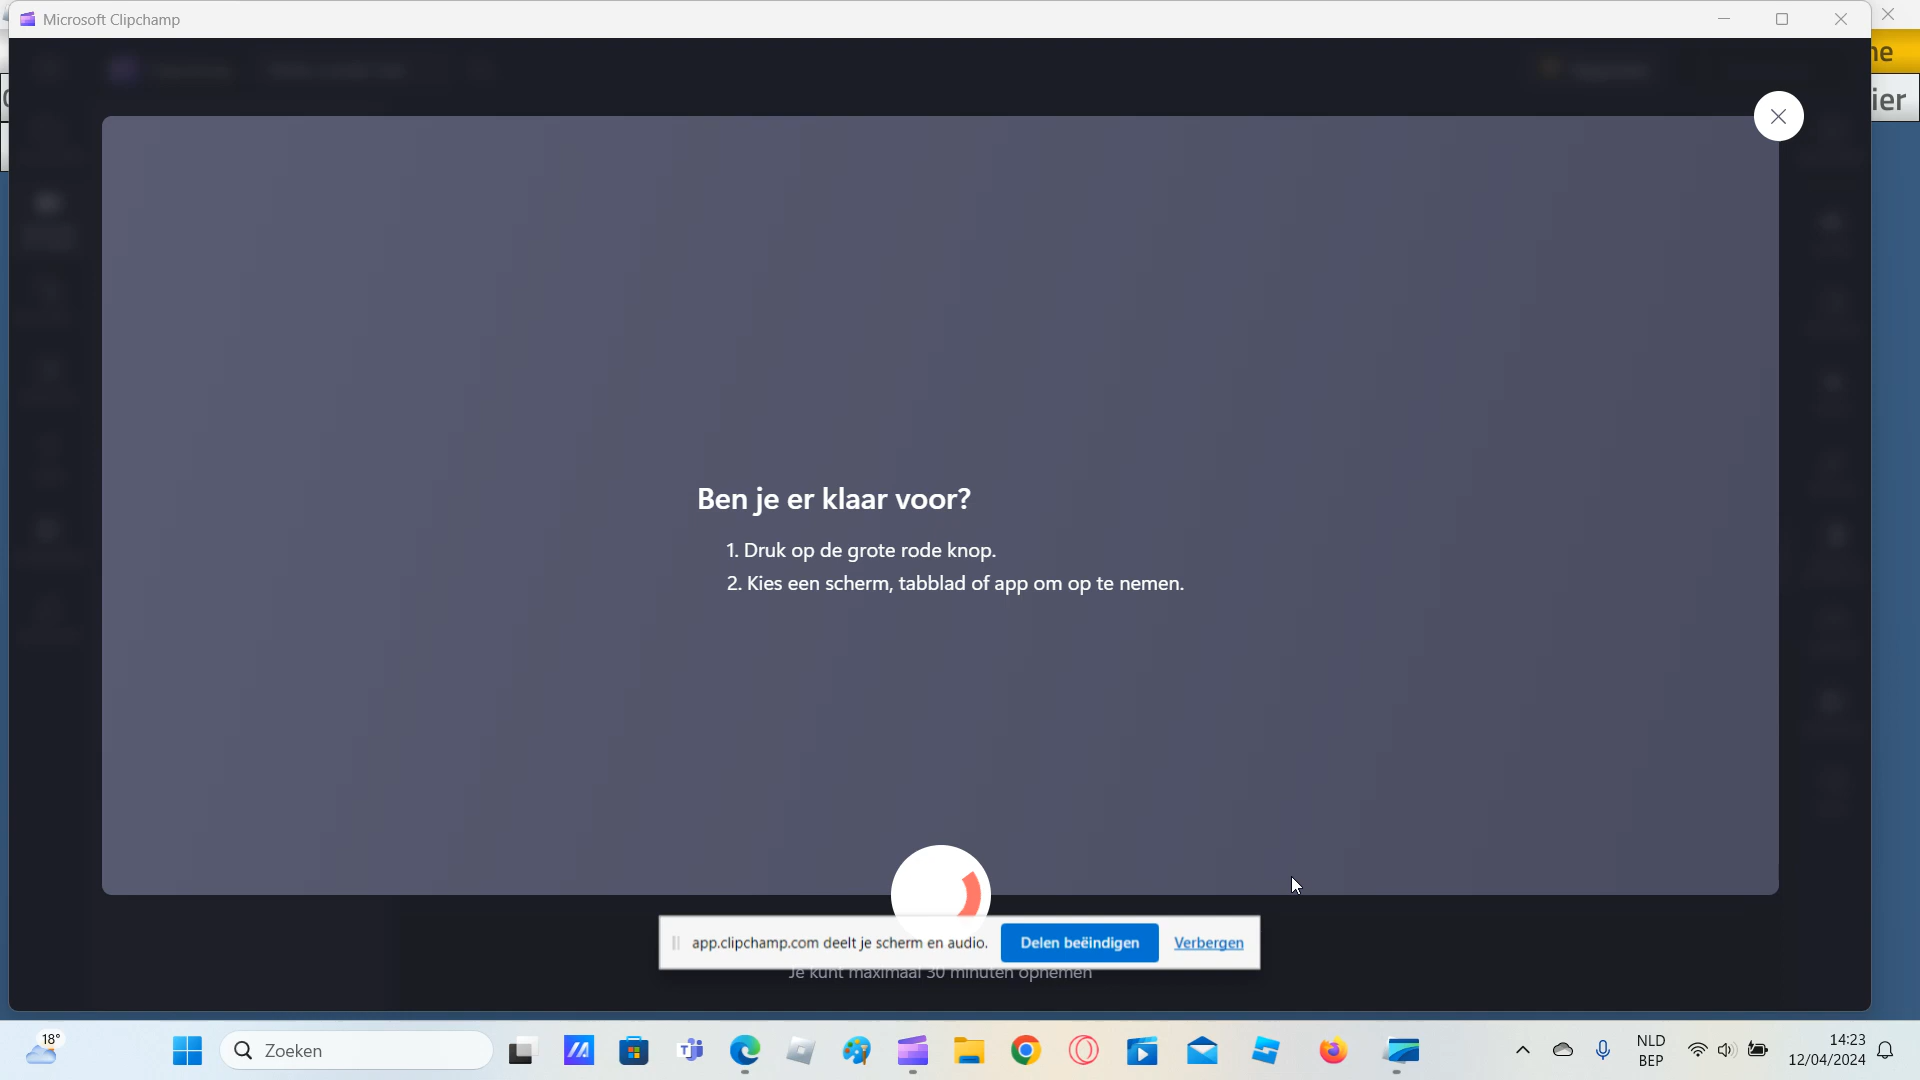 Microsoft Clipchamp
ne
ier
Ben je er klaar voor?
1. Druk op de grote rode knop.
2. Kies een scherm, tabblad of app om op te nemen.
app.clipchamp.com deelt je scherm en audio.
Delen beëindigen
Verbergen
Je kunt maximaal 30 minuten opnemen
18°
Zoeken
NLD
BEP
14:23
12/04/2024